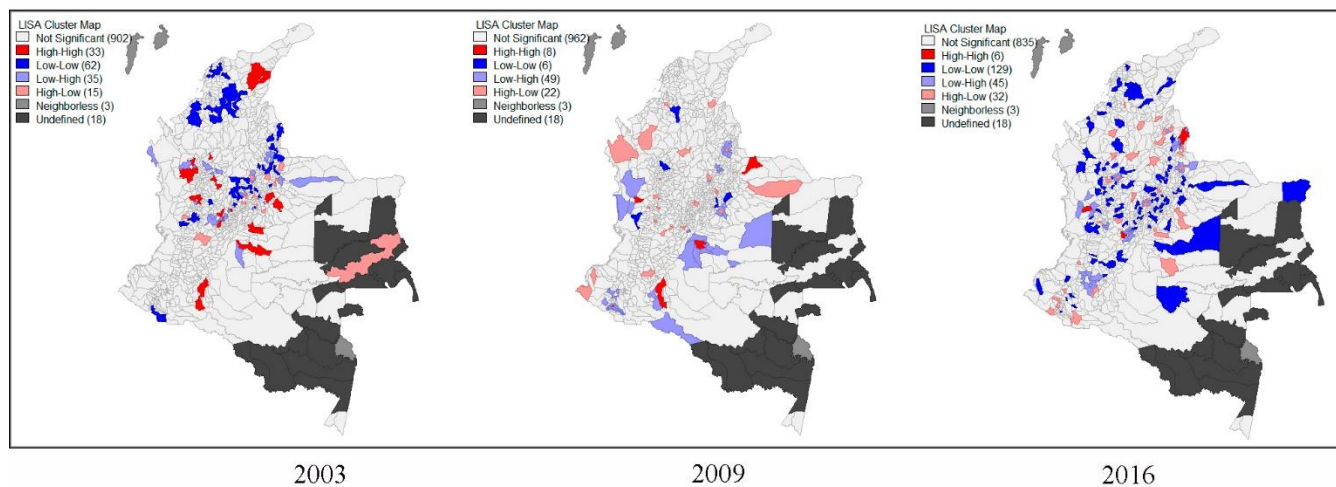 LISA Cluster Map
Not Significant (902)
High-High (33)
Low-Low (62)
Low-High (35)
High-Low (15)
Neighborless (3)
Undefined (18)
LISA Cluster Map
Not Significant (962)
High-High (8)
Low-Low (6)
Low-High (49)
High-Low (22)
Neighborless (3)
Undefined (18)
LISA Cluster Map
Not Significant (835)
High-High (6)
Low-Low (129)
Low-High (45)
High-Low (32)
Neighborless (3)
Undefined (18)
2003
2009
2016